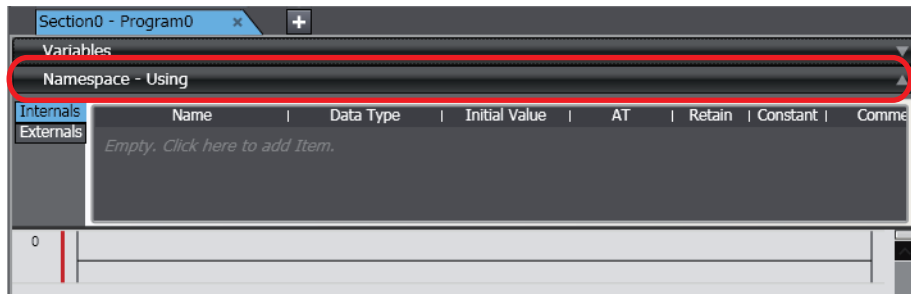 Section0 - Program0 × +
Variables
Namespace - Using
Internals Name | Data Type | Initial Value | AT | Retain | Constant | Comme
Externals
Empty. Click here to add Item.
0